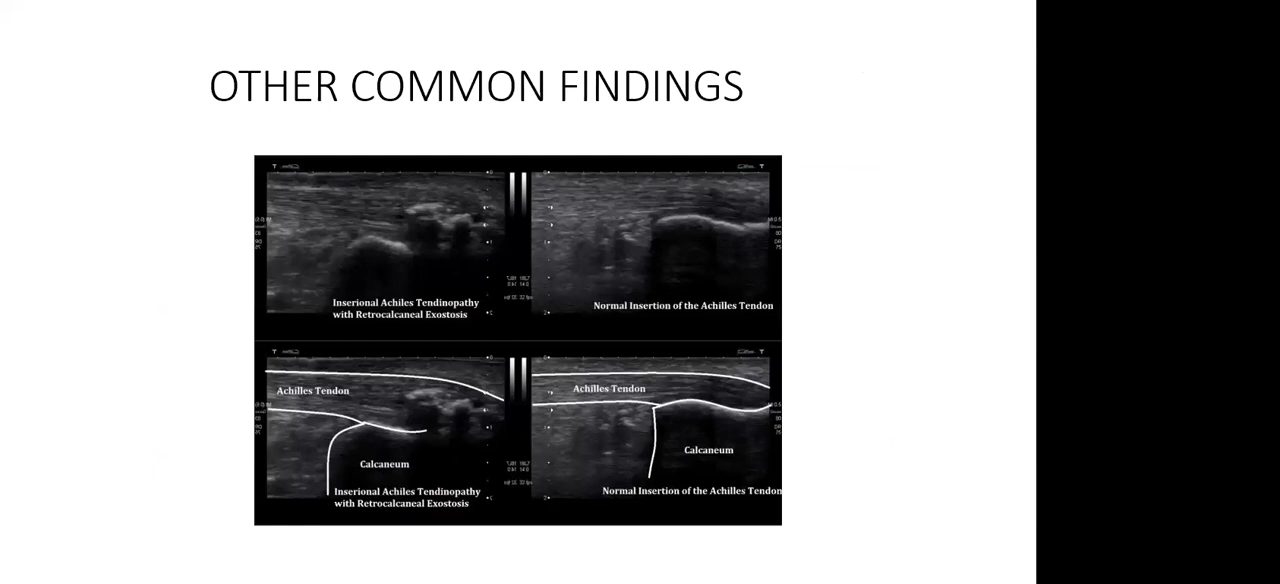 OTHER COMMON FINDINGS
Inserional Achiles Tendinopathy
with Retrocalcaneal Exostosis
Normal Insertion of the Achilles Tendon
Achilles Tendon
Calcaneum
Inserional Achiles Tendinopathy
with Retrocalcaneal Exostosis
Achilles Tendon
Calcaneum
Normal Insertion of the Achilles Tendon